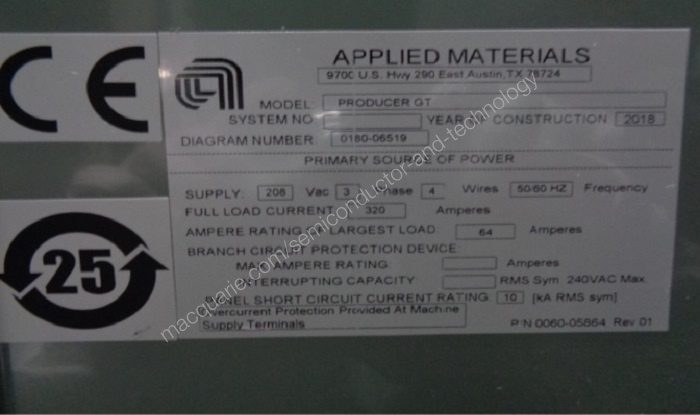 CE
APPLIED MATERIALS
9700 U.S. Hwy 290 East Austin, TX 78724
MODEL: PRODUCER GT
SYSTEM NO. YEAR OF CONSTRUCTION 2018
DIAGRAM NUMBER: 0180-06519
PRIMARY SOURCE OF POWER
SUPPLY: 208 Vac 3 Phase 4 Wires 50/60 HZ Frequency
FULL LOAD CURRENT: 320 Amperes
AMPERE RATING OF LARGEST LOAD: 64 Amperes
BRANCH CIRCUIT PROTECTION DEVICE:
MAX AMPERE RATING Amperes
INTERRUPTING CAPACITY RMS Sym. 240VAC Max
PANEL SHORT CIRCUIT CURRENT RATING: 10 [kA RMS sym]
Overcurrent Protection Provided At Machine
Supply Terminals
P/N 0060-05864 Rev 01
25
macquarie.com/semiconductor-and-technology